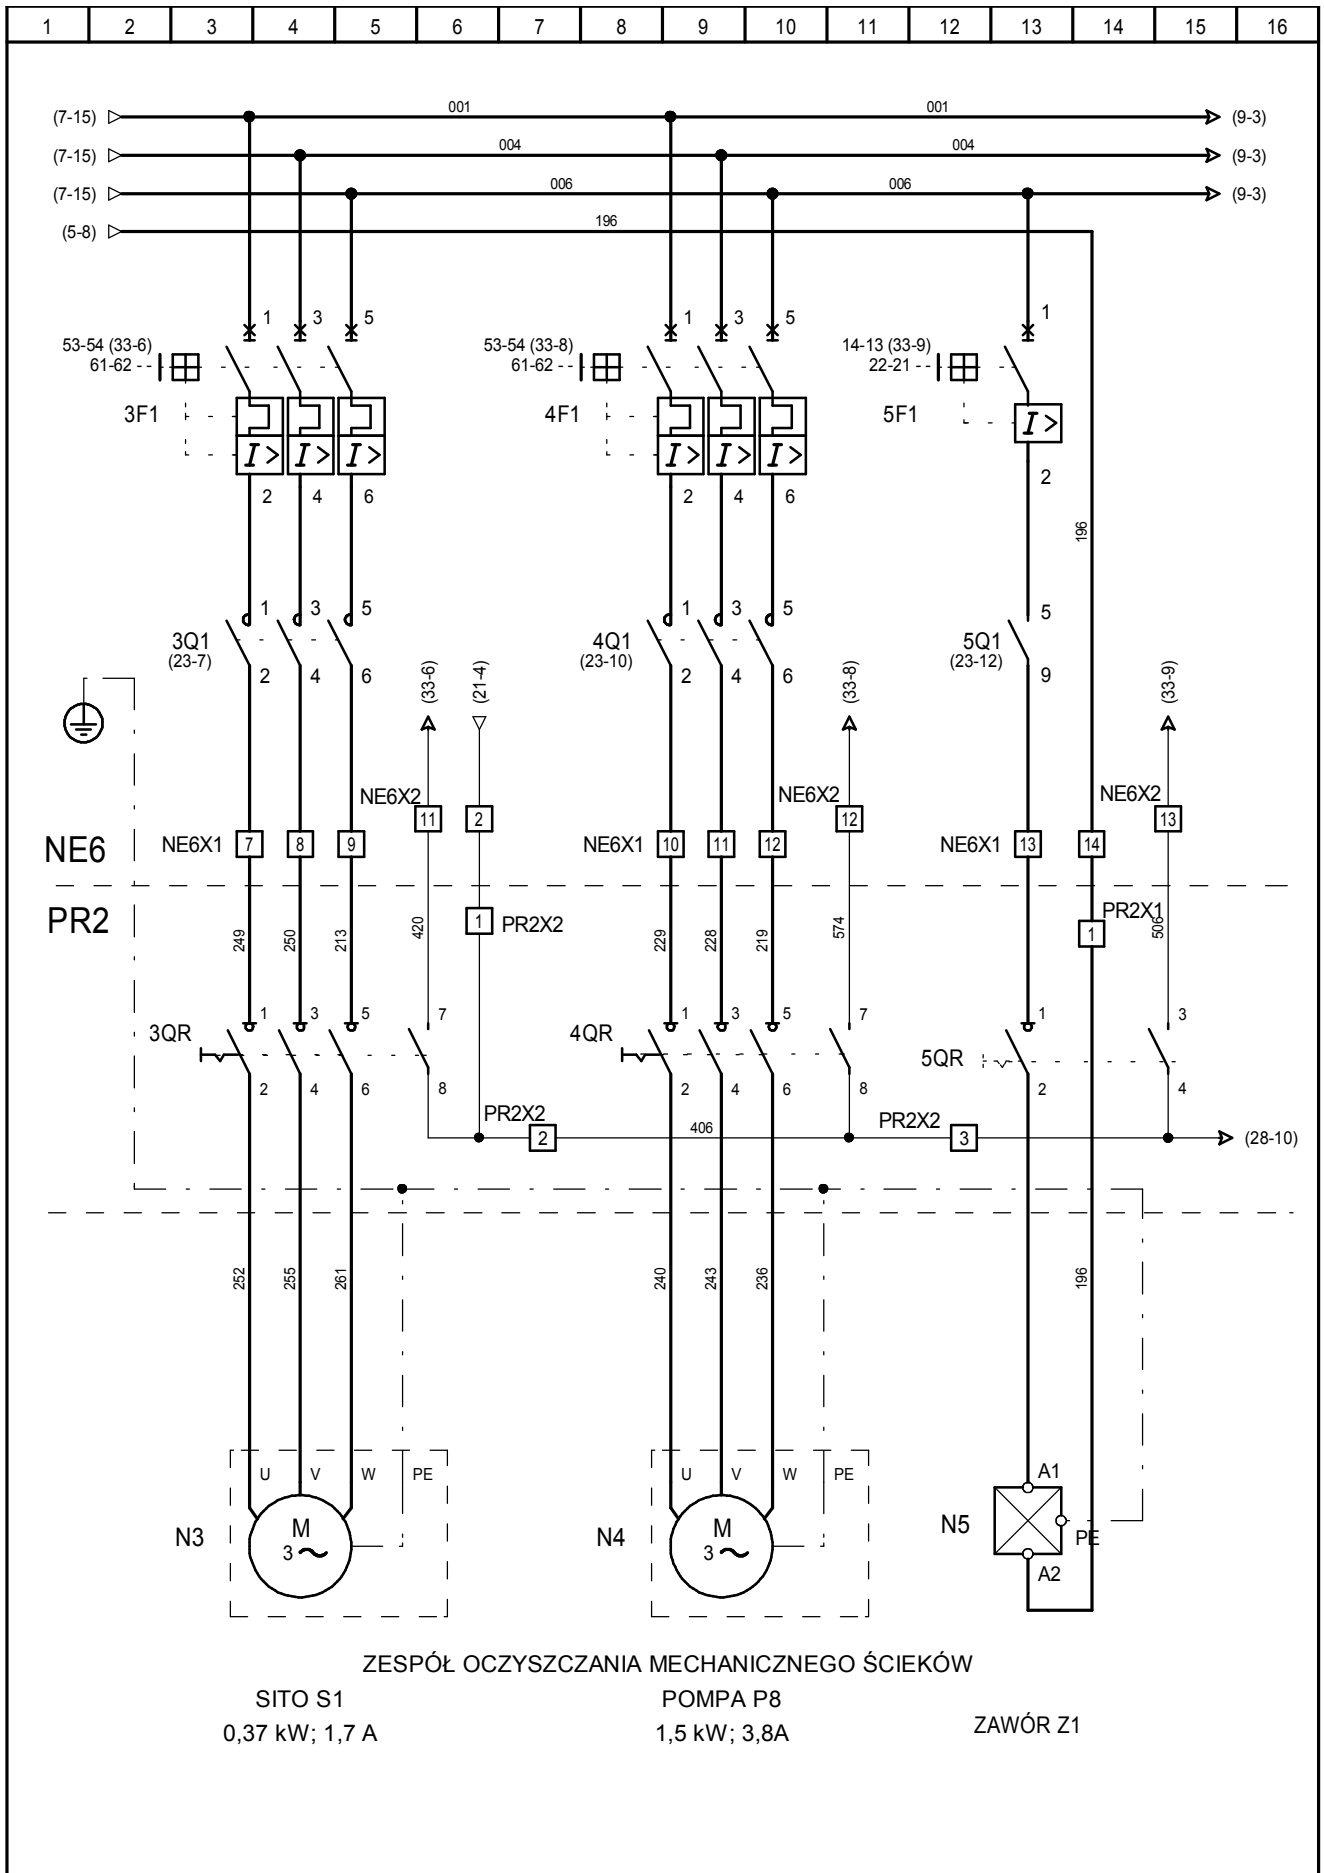 1 2 3 4 5 6 7 8 9 10 11 12 13 14 15 16
(7-15) 001 001 (9-3)
(7-15) 004 004 (9-3)
(7-15) 006 006 (9-3)
(5-8) 196
1 3 5 1 3 5 1
53-54 (33-6) 53-54 (33-8) 14-13 (33-9)
61-62 61-62 22-21
3F1 4F1 5F1
I > I > I > I > I > I > I >
2 4 6 2 4 6 2
196
1 3 5 1 3 5 5
3Q1 4Q1 5Q1
(23-7) (23-10) (23-12)
2 4 6 2 4 6 9
(33-6) (21-4) (33-8) (33-9)
NE6X2 NE6X2 NE6X2
11 2 12 13
NE6 NE6X1 7 8 9 NE6X1 10 11 12 NE6X1 13 14
PR2 1 PR2X2 PR2X1 1
249 250 213 420 229 228 219 574 506
1 3 5 7 1 3 5 7 1 3
3QR 4QR 5QR
2 4 6 8 2 4 6 8 2 4
PR2X2 2 406 PR2X2 3 (28-10)
252 255 261 240 243 236 196
U V W PE U V W PE A1
N3 M 3 N4 M 3 N5 PE
A2
ZESPÓŁ OCZYSZCZANIA MECHANICZNEGO ŚCIEKÓW
SITO S1 POMPA P8
0,37 kW; 1,7 A 1,5 kW; 3,8A ZAWÓR Z1